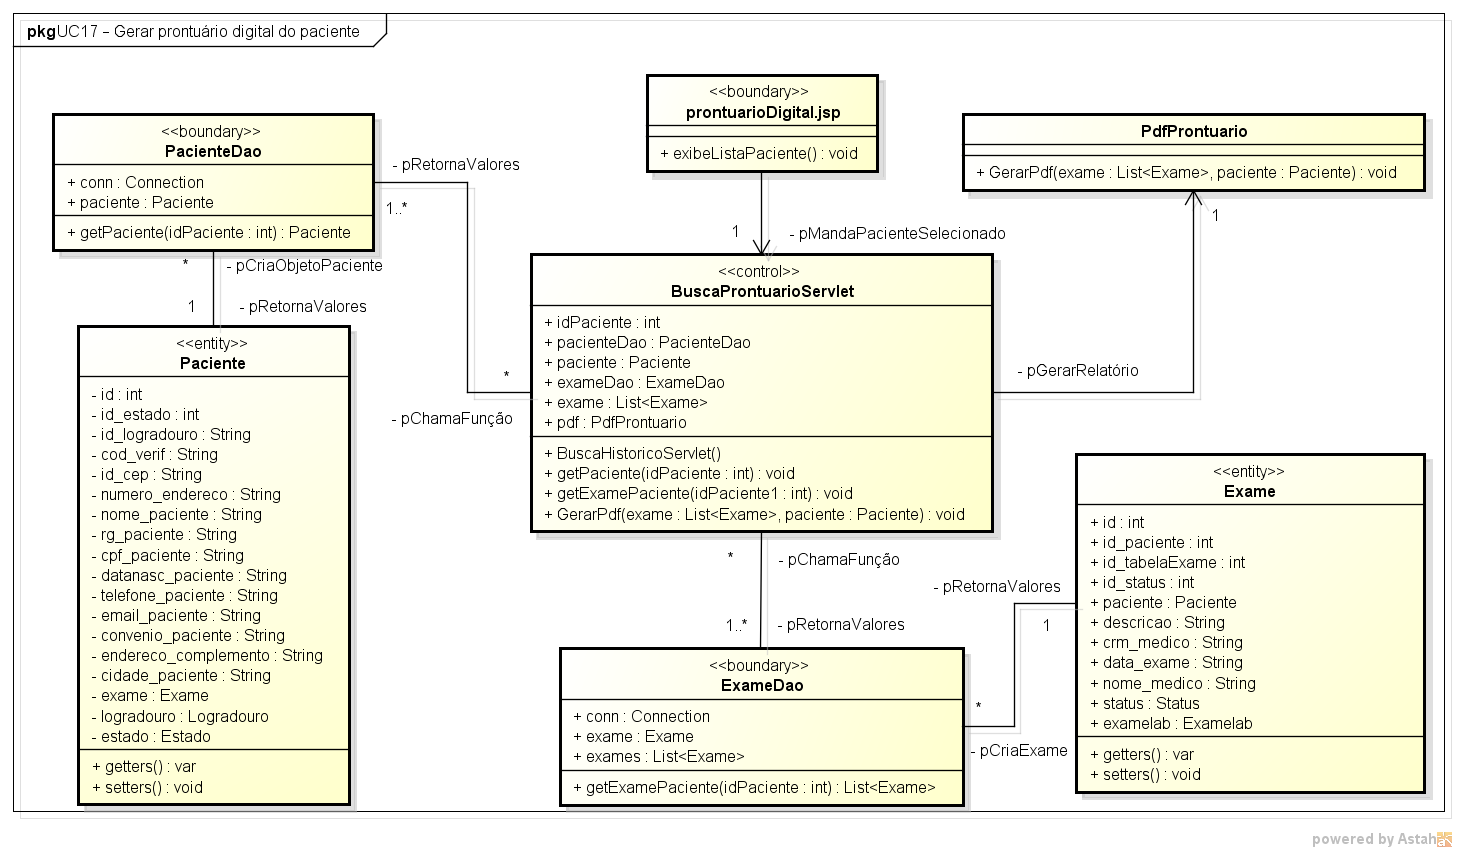 pkg UC17 - Gerar prontuário digital do paciente
<<boundary>>
PacienteDao
+ conn : Connection
+ paciente : Paciente
+ getPaciente(idPaciente : int) : Paciente
- pRetornaValores
1..*
<<boundary>>
prontuarioDigital.jsp
+ exibeListaPaciente() : void
1
- pMandaPacienteSelecionado
PdfProntuario
+ GerarPdf(exame : List<Exame>, paciente : Paciente) : void
1
*
- pCriaObjetoPaciente
1
- pRetornaValores
<<entity>>
Paciente
- id : int
- id_estado : int
- id_logradouro : String
- cod_verif : String
- id_cep : String
- numero_endereco : String
- nome_paciente : String
- rg_paciente : String
- cpf_paciente : String
- datanasc_paciente : String
- telefone_paciente : String
- email_paciente : String
- convenio_paciente : String
- endereco_complemento : String
- cidade_paciente : String
- exame : Exame
- logradouro : Logradouro
- estado : Estado
+ getters() : var
+ setters() : void
*
- pChamaFunção
<<control>>
BuscaProntuarioServlet
+ idPaciente : int
+ pacienteDao : PacienteDao
+ paciente : Paciente
+ exameDao : ExameDao
+ exame : List<Exame>
+ pdf : PdfProntuario
+ BuscaHistoricoServlet()
+ getPaciente(idPaciente : int) : void
+ getExamePaciente(idPaciente1 : int) : void
+ GerarPdf(exame : List<Exame>, paciente : Paciente) : void
- pGerarRelatório
*
- pChamaFunção
1..*
- pRetornaValores
<<boundary>>
ExameDao
+ conn : Connection
+ exame : Exame
+ exames : List<Exame>
+ getExamePaciente(idPaciente : int) : List<Exame>
- pRetornaValores
1
*
- pCriaExame
<<entity>>
Exame
+ id : int
+ id_paciente : int
+ id_tabelaExame : int
+ id_status : int
+ paciente : Paciente
+ descricao : String
+ crm_medico : String
+ data_exame : String
+ nome_medico : String
+ status : Status
+ examelab : Examelab
+ getters() : var
+ setters() : void
powered by Astah